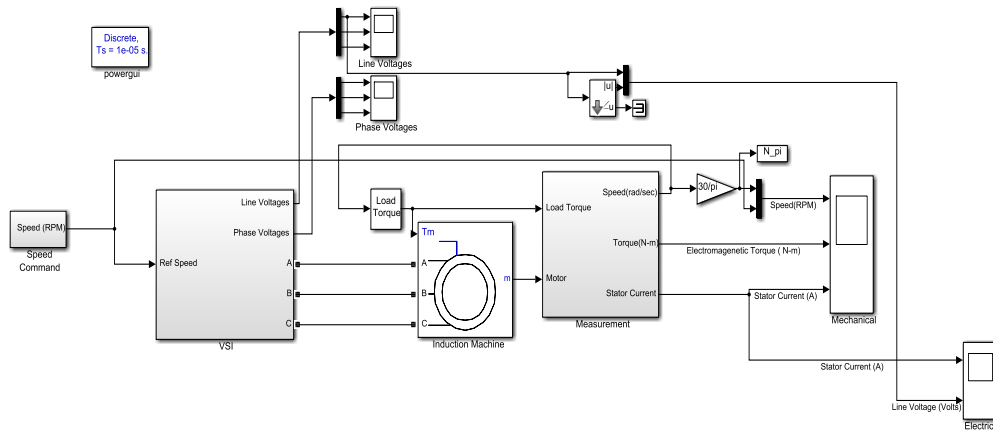 Discrete,
Ts = 1e-05 s.
powergui
Line Voltages
Phase Voltages
|u|
∠u
N_pi
30/pi
Speed (RPM)
Speed
Command
Ref Speed
Line Voltages
Phase Voltages
A
B
C
VSI
Load
Torque
Tm
A
B
C
m
Induction Machine
Load Torque
Motor
Speed(rad/sec)
Torque(N-m)
Stator Current
Measurement
Speed(RPM)
Electromagenetic Torque ( N-m)
Stator Current (A)
Mechanical
Stator Current (A)
Line Voltage (Volts)
Electric